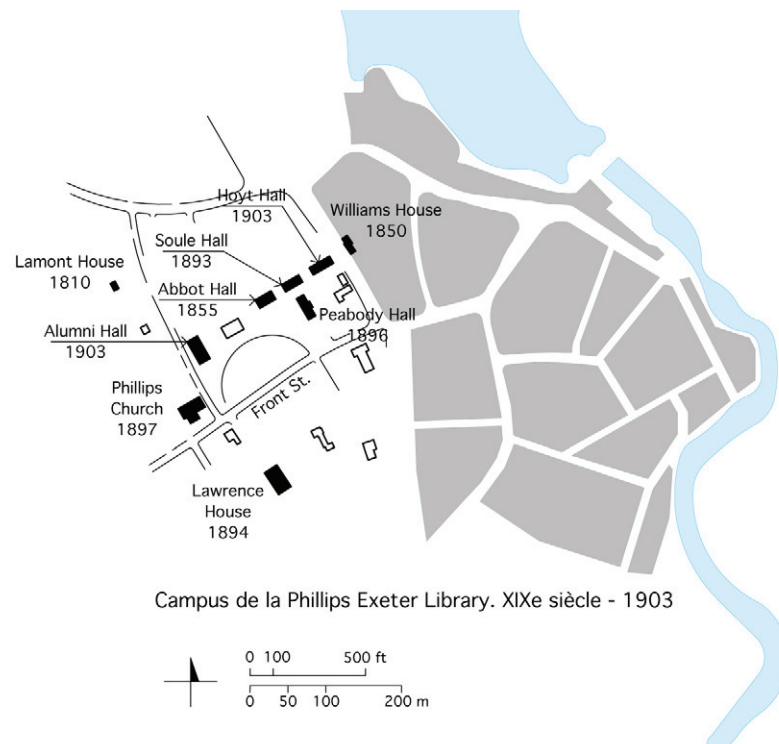 Hoyt Hall
1903
Williams House
1850
Soule Hall
1893
Lamont House
1810
Abbot Hall
1855
Peabody Hall
1896
Alumni Hall
1903
Phillips
Church
1897
Front St.
Lawrence
House
1894
Campus de la Phillips Exeter Library. XIXe siècle - 1903
0 100 500 ft
0 50 100 200 m